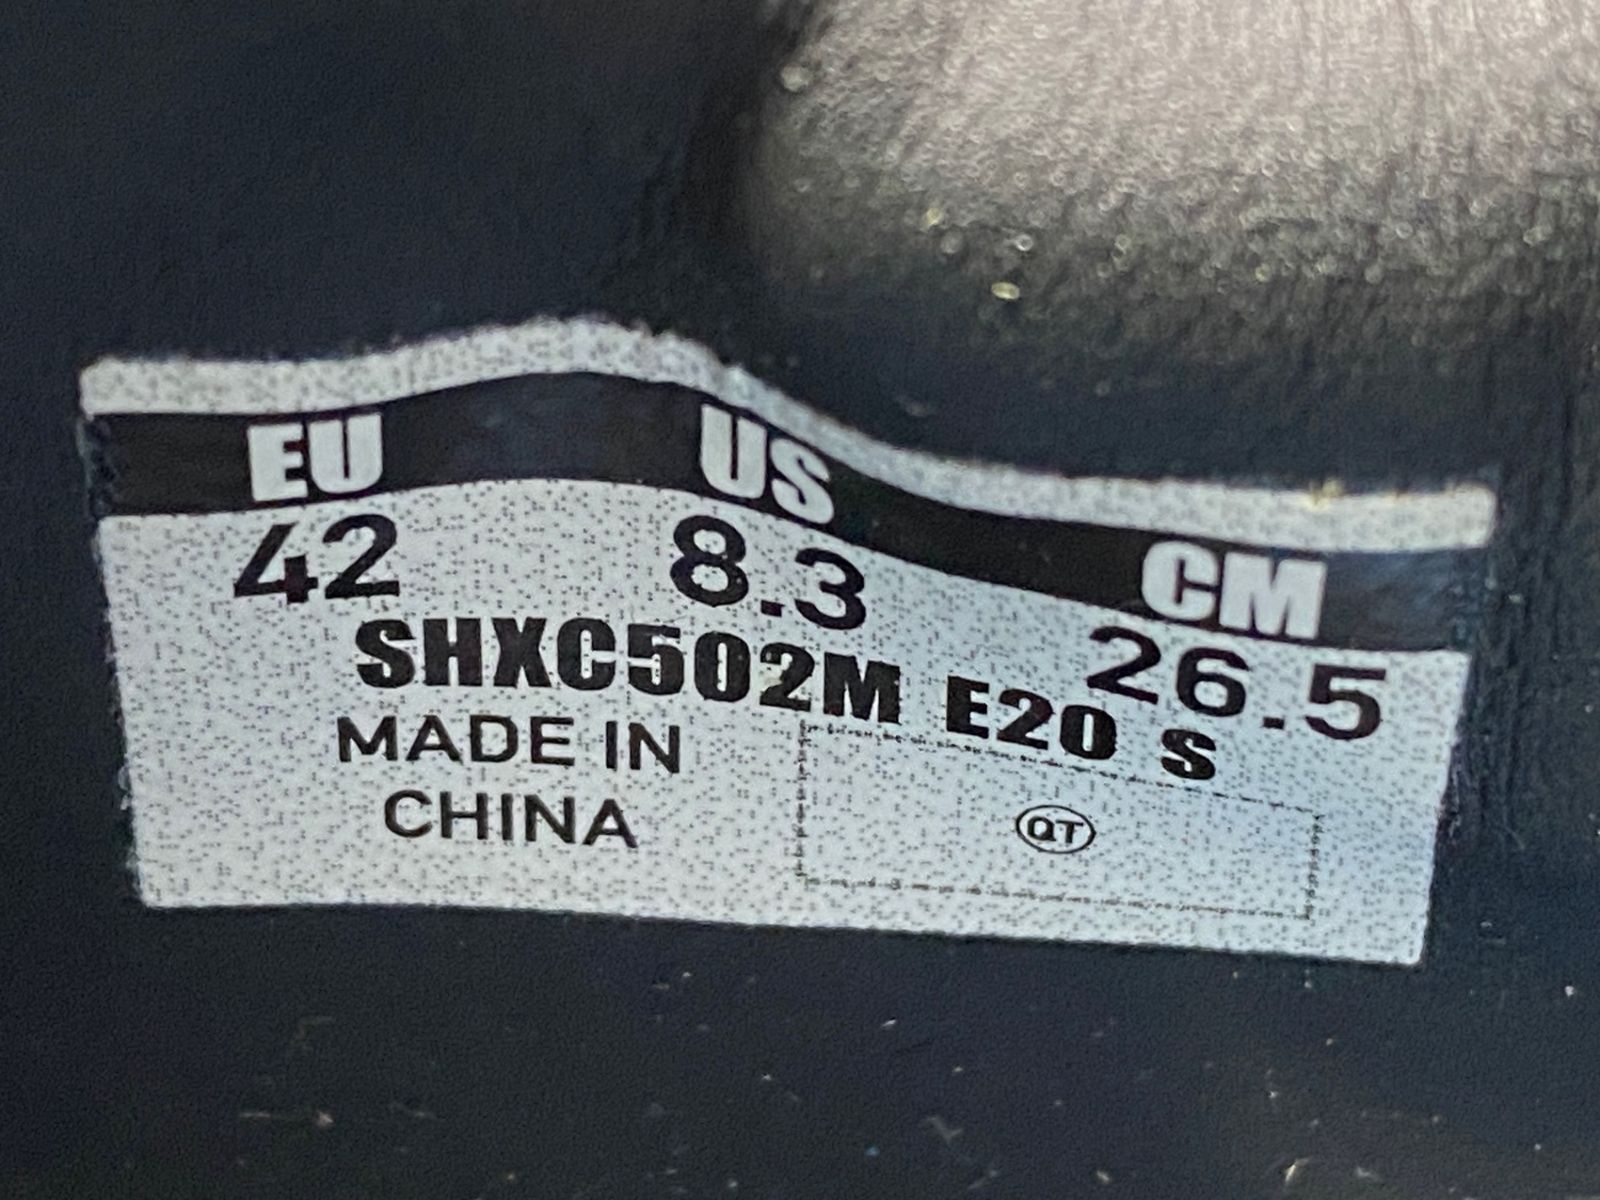 EU US CM
42 8.3 26.5
SHXC502M E20 S
MADE IN
CHINA
QT